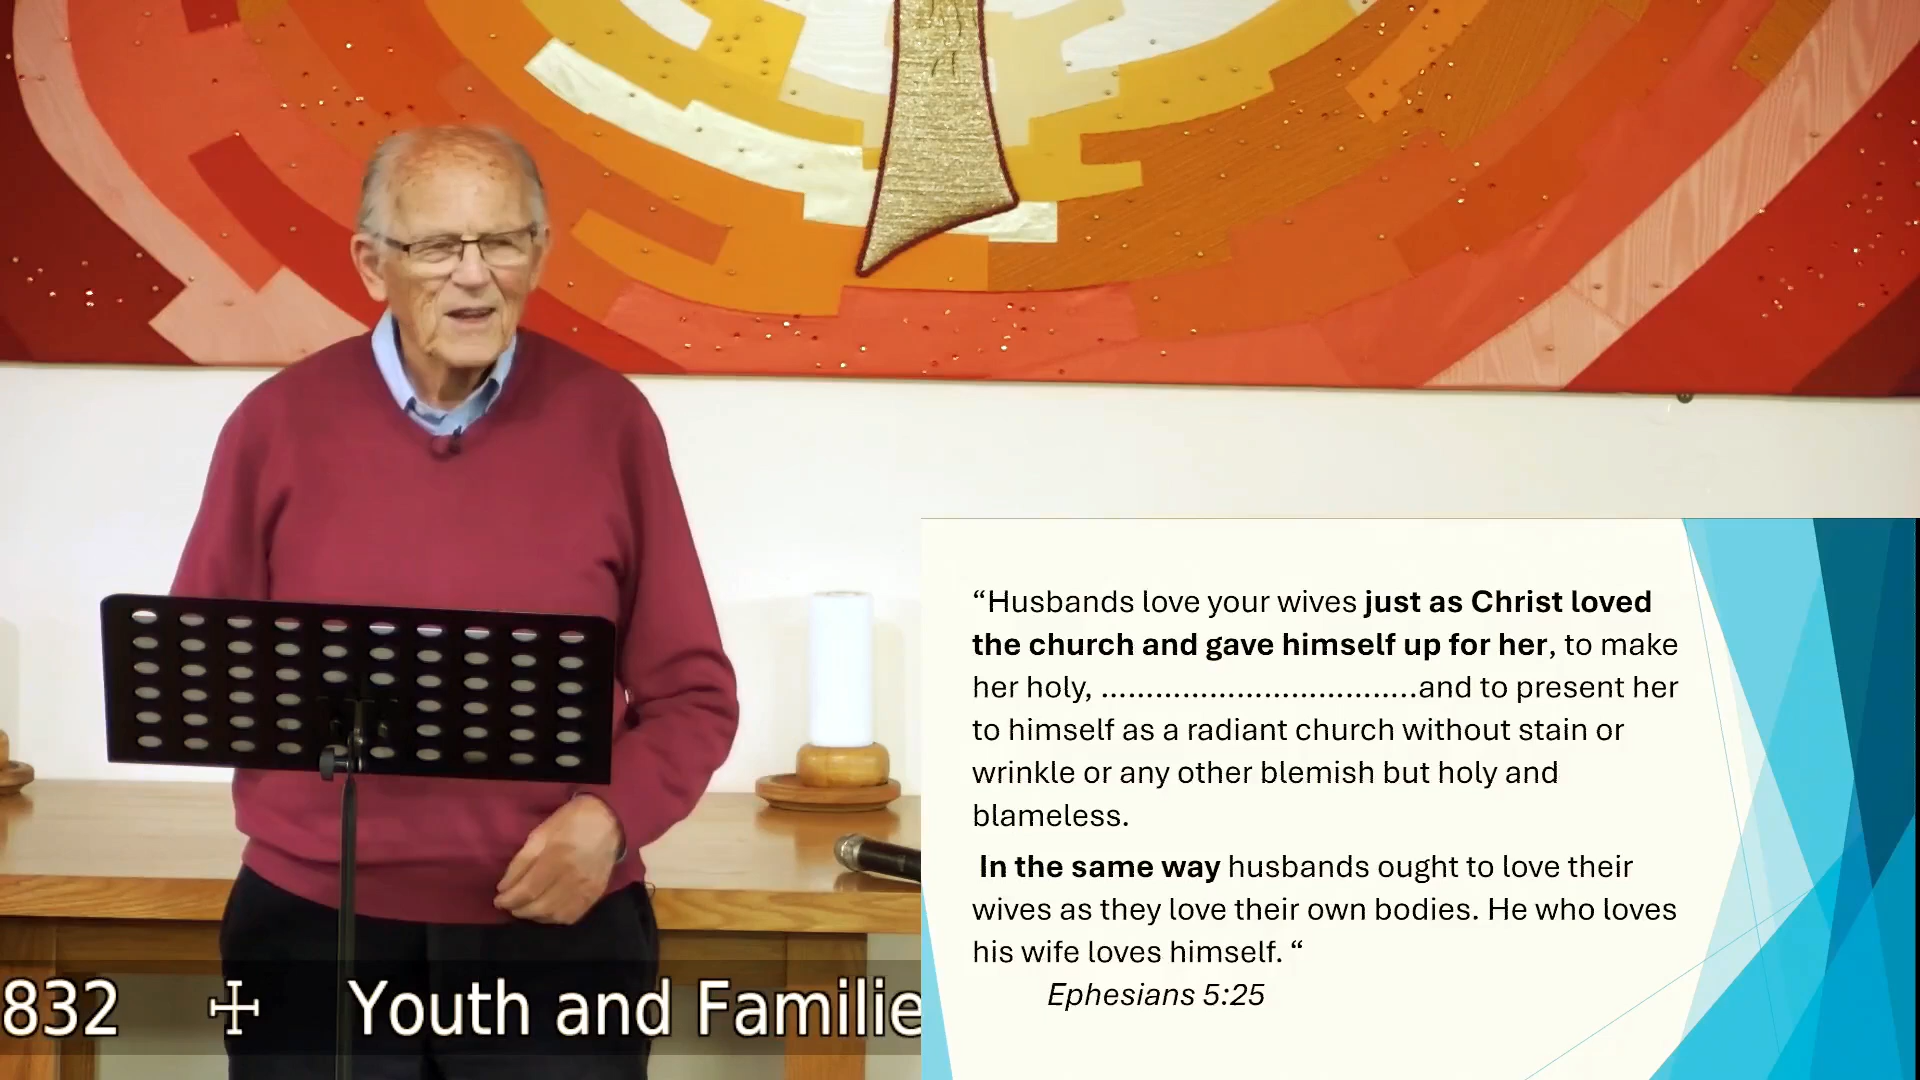 “Husbands love your wives just as Christ loved
the church and gave himself up for her, to make
her holy, ..................................and to present her
to himself as a radiant church without stain or
wrinkle or any other blemish but holy and
blameless.
In the same way husbands ought to love their
wives as they love their own bodies. He who loves
his wife loves himself. “
Ephesians 5:25
832 ☩ Youth and Familie